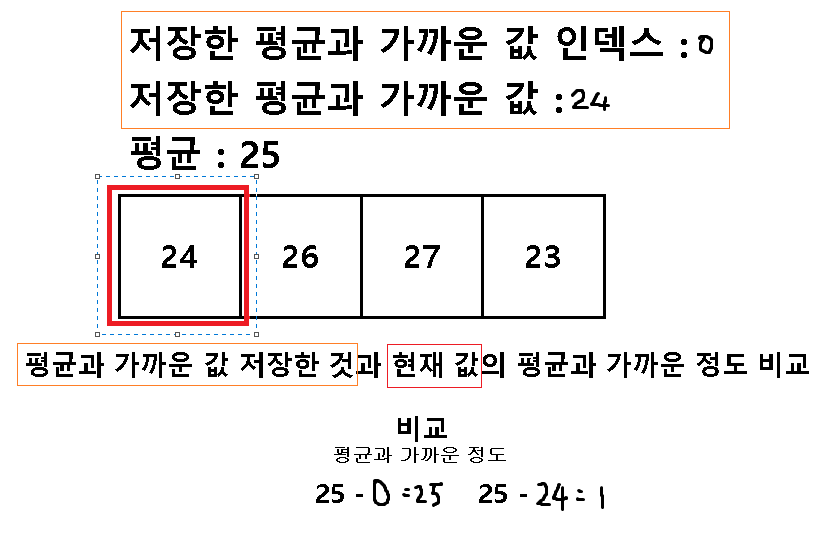 저장한 평균과 가까운 값 인덱스 : 0
저장한 평균과 가까운 값 : 24
평균 : 25
24 26 27 23
평균과 가까운 값 저장한 것과 현재 값의 평균과 가까운 정도 비교
비교
평균과 가까운 정도
25 - 0 = 25 25 - 24 = 1